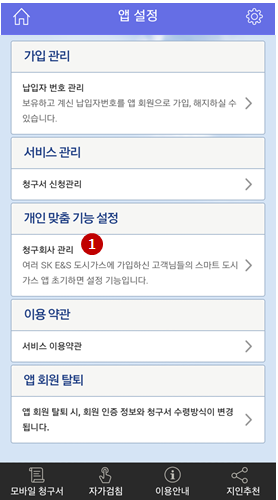 앱 설정
가입 관리
납입자 번호 관리
보유하고 계신 납입자번호를 앱 회원으로 가입, 해지하실 수
있습니다.
서비스 관리
청구서 신청관리
개인 맞춤 기능 설정
청구회사 관리 1
여러 SK E&S 도시가스에 가입하신 고객님들의 스마트 도시
가스 앱 초기하면 설정 기능입니다.
이용 약관
서비스 이용약관
앱 회원 탈퇴
앱 회원 탈퇴 시, 회원 인증 정보와 청구서 수령방식이 변경
됩니다.
모바일 청구서 자가검침 이용안내 지인추천